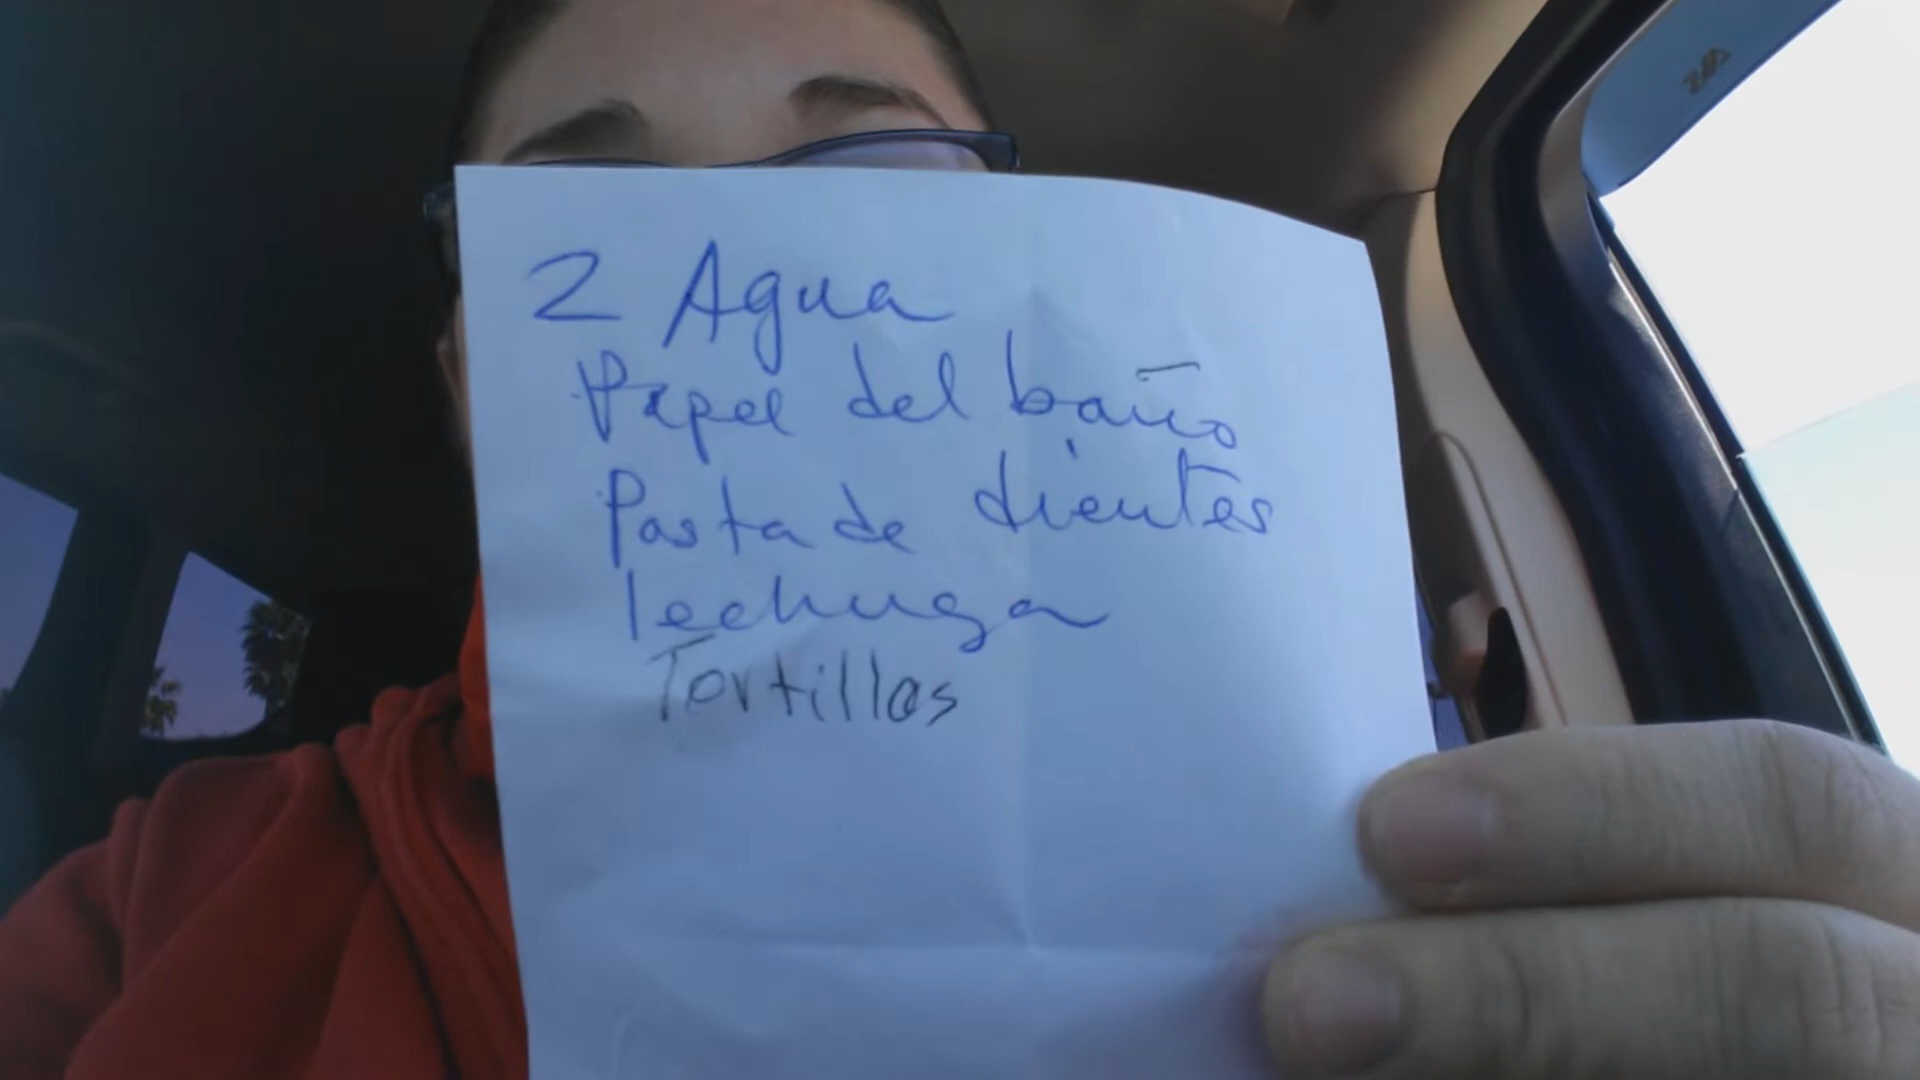 2 Agua
Papel del baño
Pasta de dientes
lechuga
Tortillas